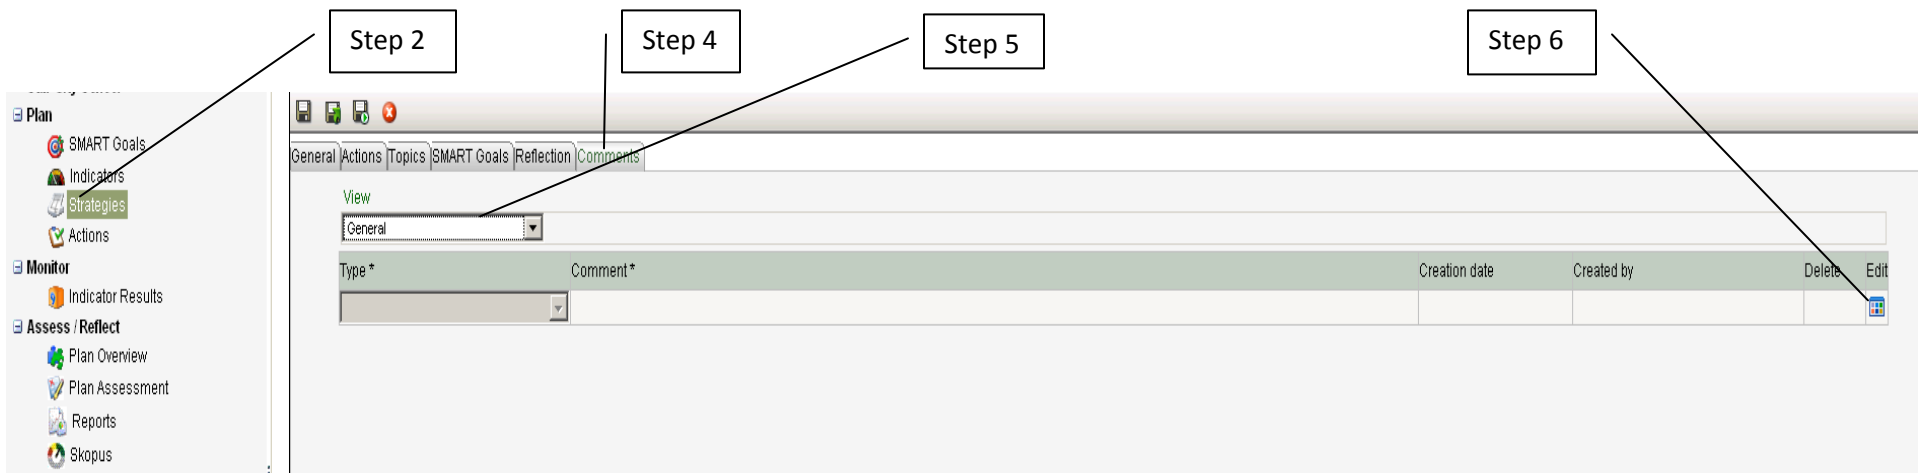 Step 2
Step 4
Step 5
Step 6
Plan
SMART Goals
Indicators
Strategies
Actions
Monitor
Indicator Results
Assess / Reflect
Plan Overview
Plan Assessment
Reports
Skopus
General Actions Topics SMART Goals Reflection Comments
View
General
Type * Comment * Creation date Created by Delete Edit